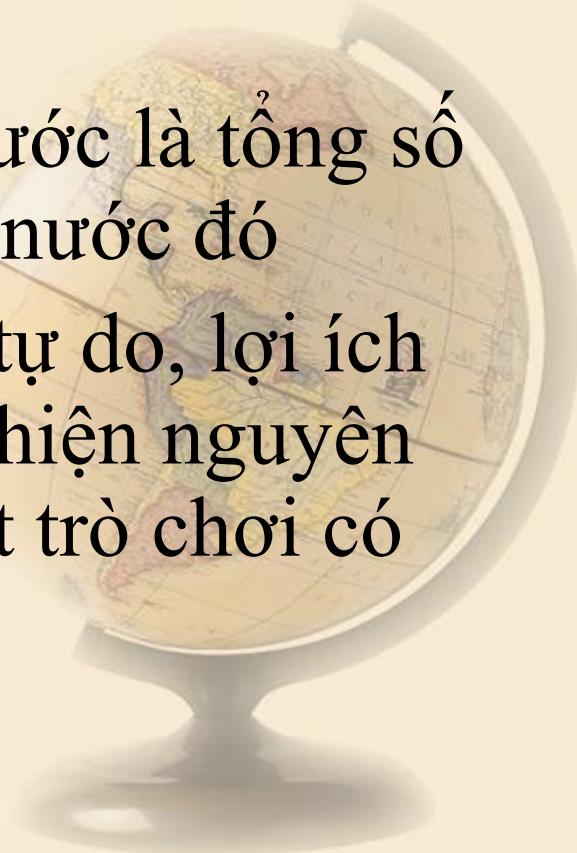 ước là tổng số
nước đó
tự do, lợi ích
hiện nguyên
t trò chơi có